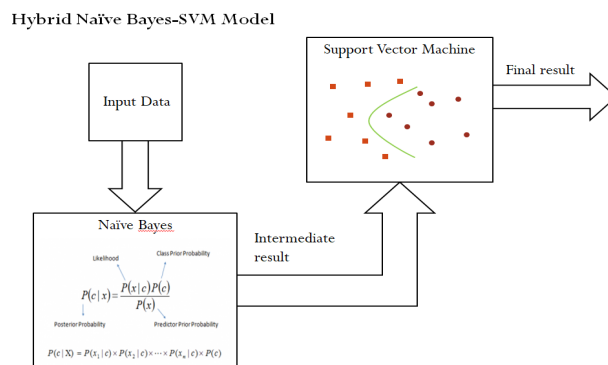 Hybrid Naïve Bayes-SVM Model
Support Vector Machine
Final result
Input Data
Naïve Bayes
Likelihood
Class Prior Probability
P(c|x)=P(x|c)P(c)/P(x)
Posterior Probability
Predictor Prior Probability
P(c|X) = P(x₁|c)×P(x₂|c)×⋯×P(xₙ|c)×P(c)
Intermediate
result